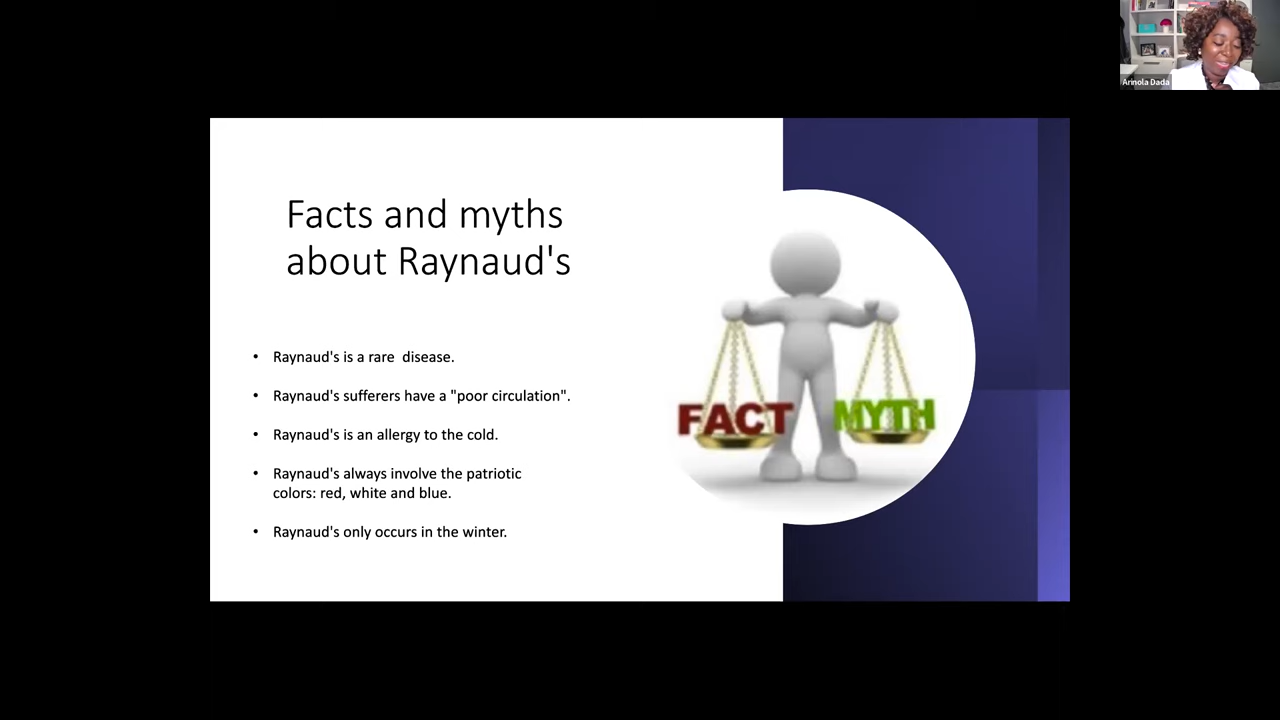 Arinola Dada
Facts and myths
about Raynaud's
• Raynaud's is a rare disease.
• Raynaud's sufferers have a "poor circulation".
• Raynaud's is an allergy to the cold.
• Raynaud's always involve the patriotic
colors: red, white and blue.
• Raynaud's only occurs in the winter.
FACT
MYTH